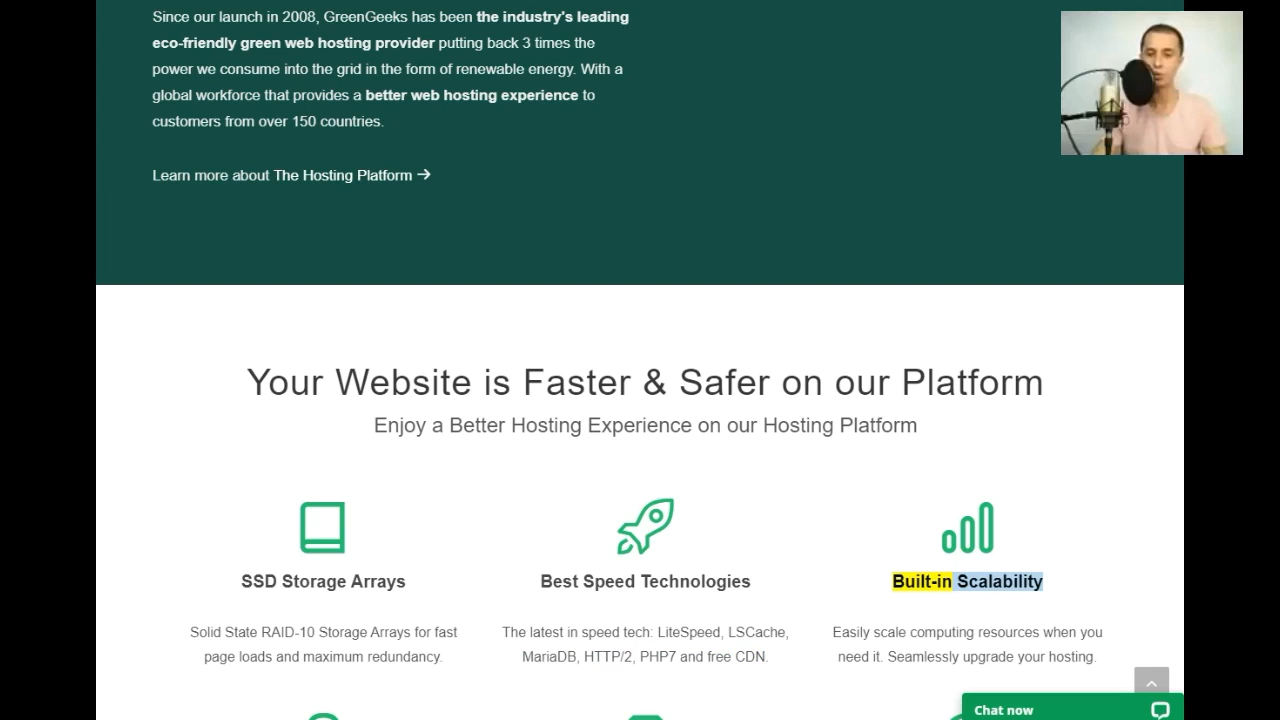 Since our launch in 2008, GreenGeeks has been the industry's leading
eco-friendly green web hosting provider putting back 3 times the
power we consume into the grid in the form of renewable energy. With a
global workforce that provides a better web hosting experience to
customers from over 150 countries.
Learn more about The Hosting Platform →
Your Website is Faster & Safer on our Platform
Enjoy a Better Hosting Experience on our Hosting Platform
SSD Storage Arrays
Solid State RAID-10 Storage Arrays for fast
page loads and maximum redundancy.
Best Speed Technologies
The latest in speed tech: LiteSpeed, LSCache,
MariaDB, HTTP/2, PHP7 and free CDN.
Built-in Scalability
Easily scale computing resources when you
need it. Seamlessly upgrade your hosting.
Chat now